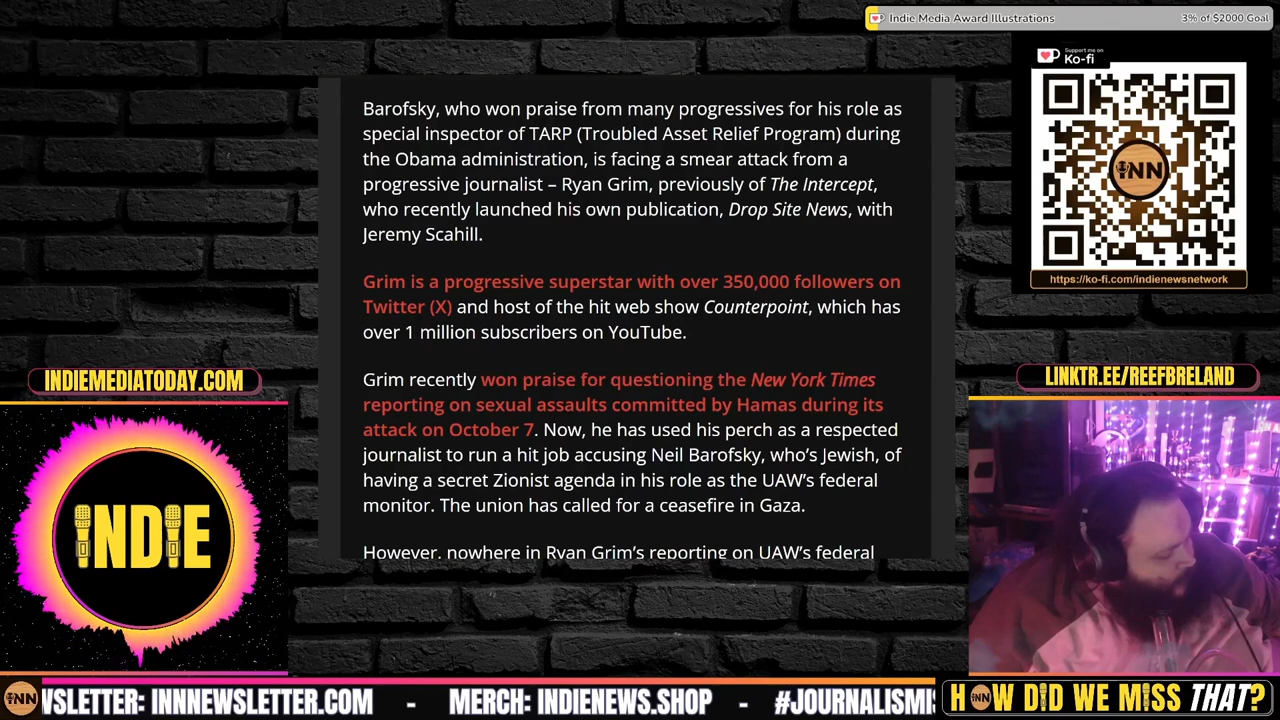 Indie Media Award Illustrations
3% of $2000 Goal
Support me on
Ko-fi
iNN
https://ko-fi.com/indienewsnetwork
Barofsky, who won praise from many progressives for his role as
special inspector of TARP (Troubled Asset Relief Program) during
the Obama administration, is facing a smear attack from a
progressive journalist – Ryan Grim, previously of The Intercept,
who recently launched his own publication, Drop Site News, with
Jeremy Scahill.
Grim is a progressive superstar with over 350,000 followers on
Twitter (X) and host of the hit web show Counterpoint, which has
over 1 million subscribers on YouTube.
Grim recently won praise for questioning the New York Times
reporting on sexual assaults committed by Hamas during its
attack on October 7. Now, he has used his perch as a respected
journalist to run a hit job accusing Neil Barofsky, who’s Jewish, of
having a secret Zionist agenda in his role as the UAW’s federal
monitor. The union has called for a ceasefire in Gaza.
However, nowhere in Ryan Grim’s reporting on UAW’s federal
INDIEMEDIATODAY.COM
LINKTR.EE/REEFBRELAND
INDIE
iNN
WSLETTER: INNNEWSLETTER.COM - MERCH: INDIENEWS.SHOP - #JOURNALISMIS
HOW DID WE MISS THAT?